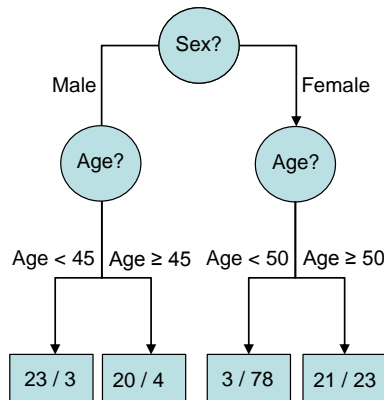 Sex?
Male
Female
Age?
Age?
Age < 45
Age ≥ 45
Age < 50
Age ≥ 50
23 / 3
20 / 4
3 / 78
21 / 23